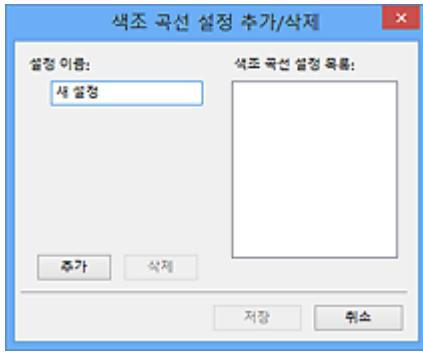 색조 곡선 설정 추가/삭제
설정 이름:
색조 곡선 설정 목록:
새 설정
추가
삭제
저장
취소